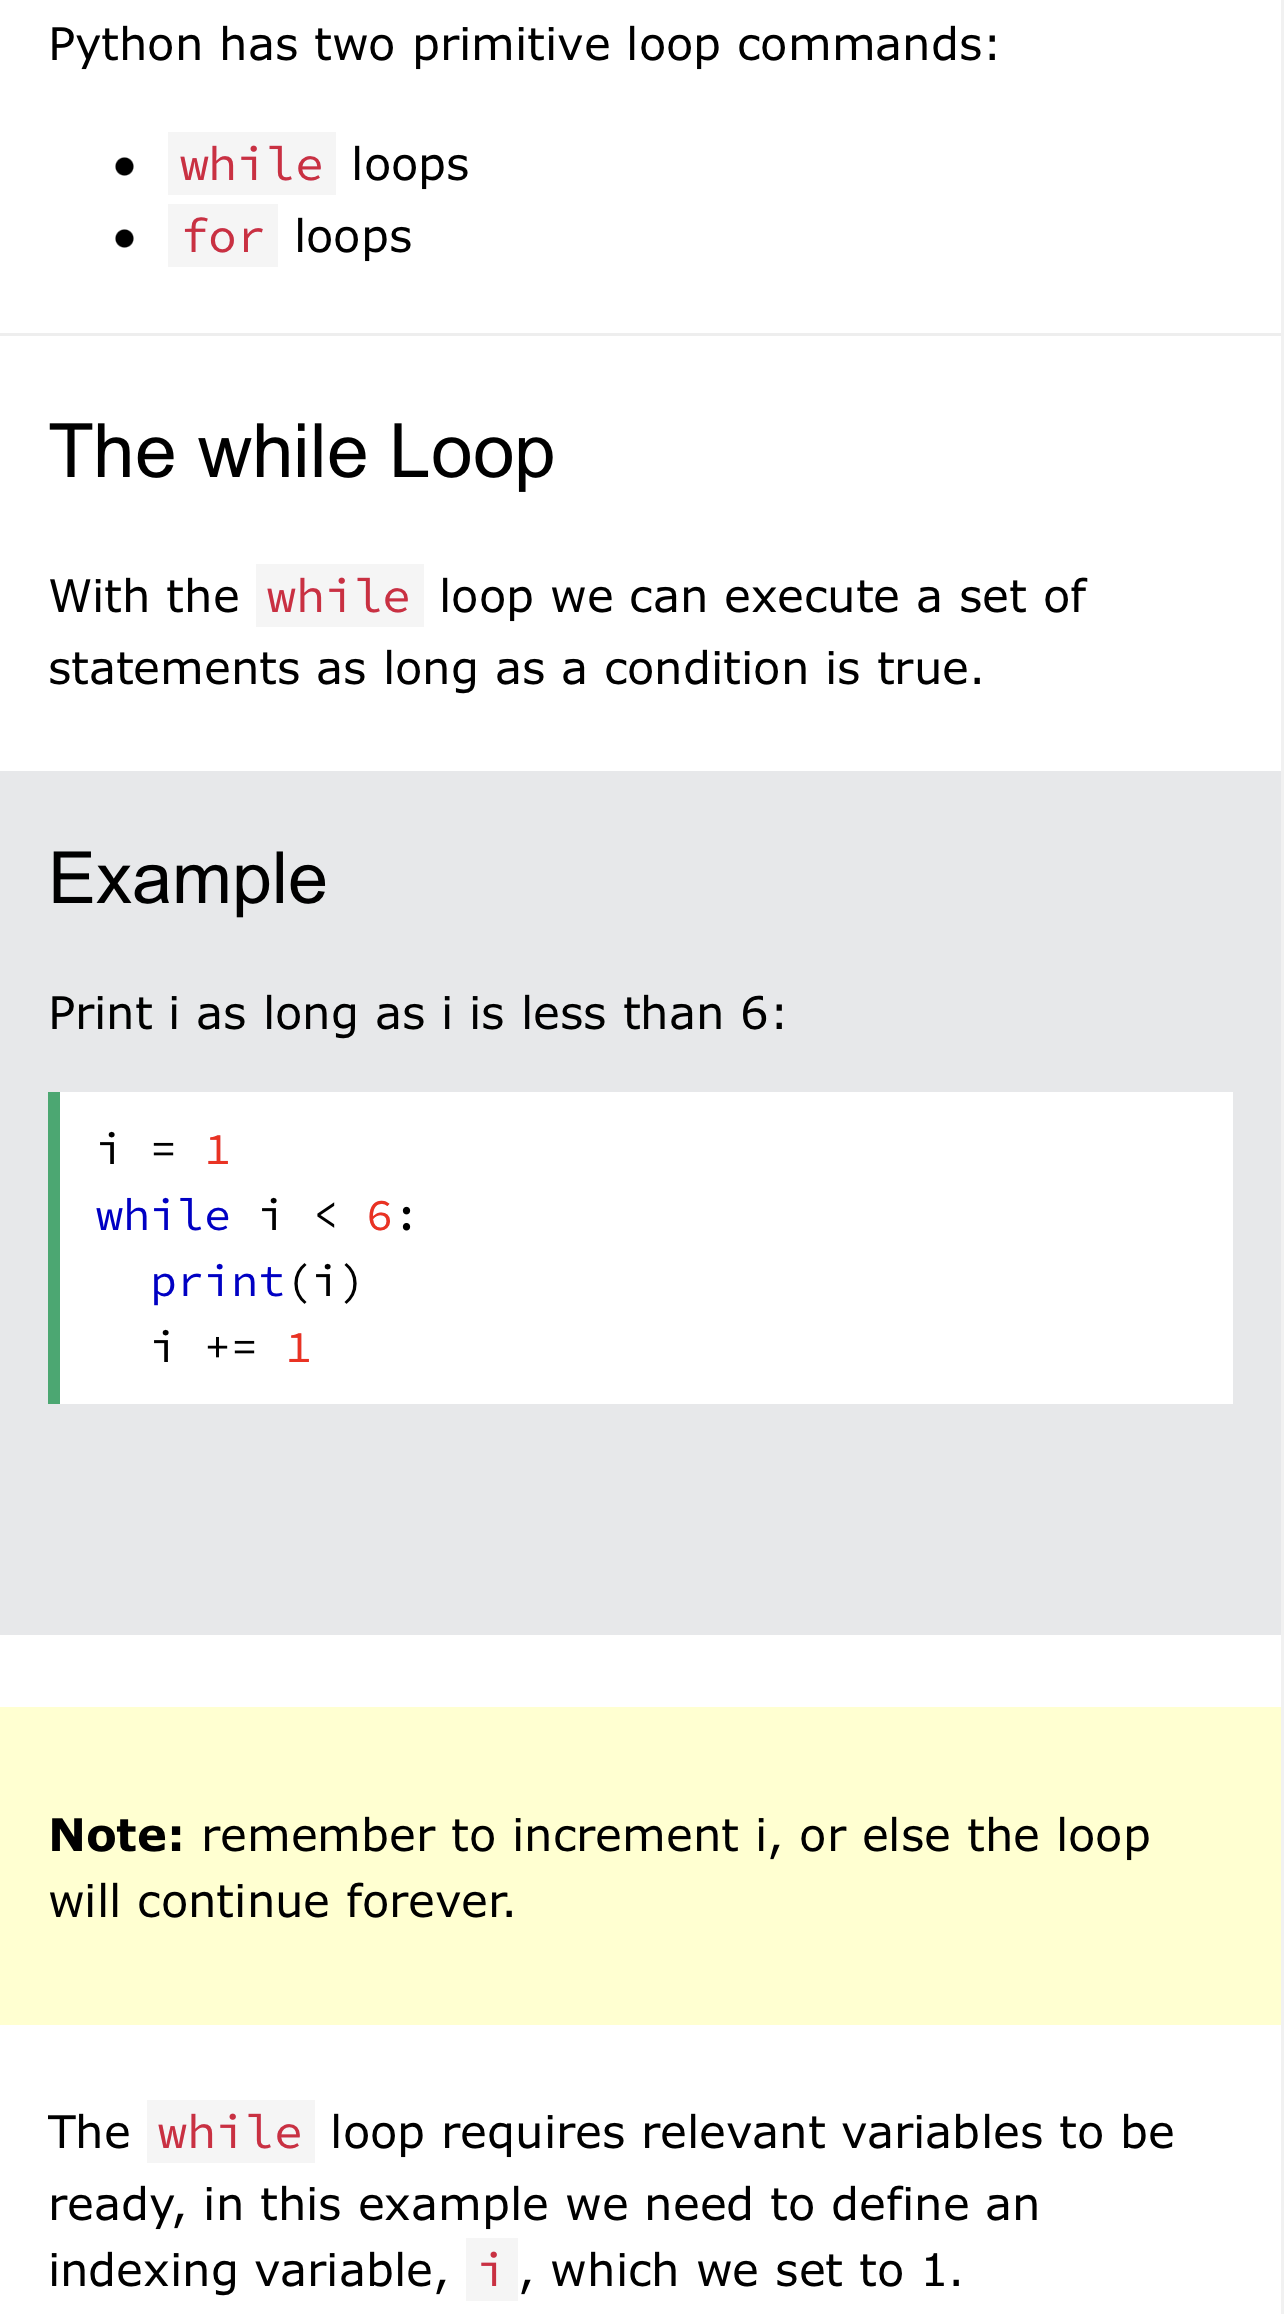 Python has two primitive loop commands:
• while loops
• for loops
The while Loop
With the while loop we can execute a set of
statements as long as a condition is true.
Example
Print i as long as i is less than 6:
i = 1
while i < 6:
  print(i)
  i += 1
Note: remember to increment i, or else the loop
will continue forever.
The while loop requires relevant variables to be
ready, in this example we need to define an
indexing variable, i, which we set to 1.